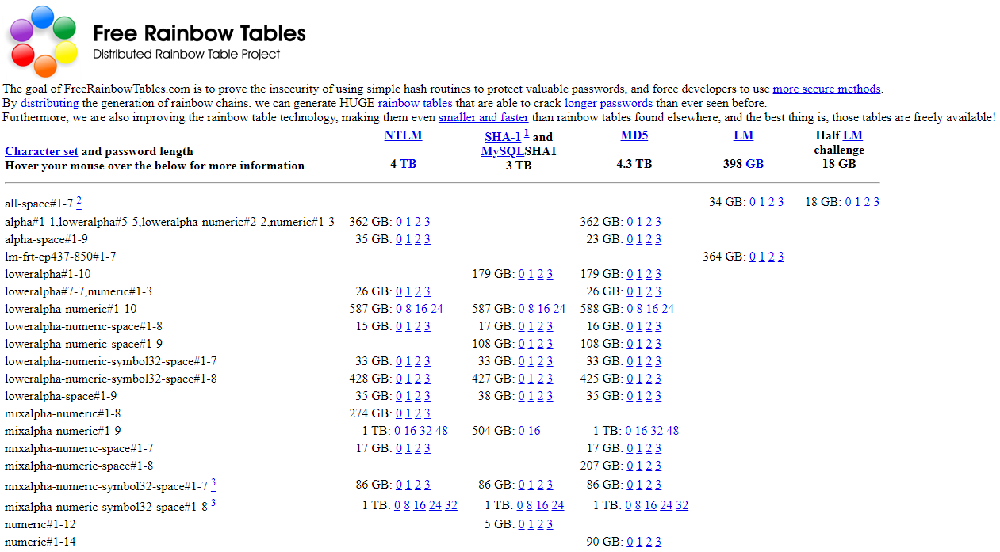 Free Rainbow Tables
Distributed Rainbow Table Project
The goal of FreeRainbowTables.com is to prove the insecurity of using simple hash routines to protect valuable passwords, and force developers to use more secure methods.
By distributing the generation of rainbow chains, we can generate HUGE rainbow tables that are able to crack longer passwords than ever seen before.
Furthermore, we are also improving the rainbow table technology, making them even smaller and faster than rainbow tables found elsewhere, and the best thing is, those tables are freely available!
Character set and password length
Hover your mouse over the below for more information
NTLM
4 TB
SHA-1 1 and
MySQLSHA1
3 TB
MD5
4.3 TB
LM
398 GB
Half LM
challenge
18 GB
all-space#1-7 2 34 GB: 0 1 2 3 18 GB: 0 1 2 3
alpha#1-1,loweralpha#5-5,loweralpha-numeric#2-2,numeric#1-3 362 GB: 0 1 2 3 362 GB: 0 1 2 3
alpha-space#1-9 35 GB: 0 1 2 3 23 GB: 0 1 2 3
lm-frt-cp437-850#1-7 364 GB: 0 1 2 3
loweralpha#1-10 179 GB: 0 1 2 3 179 GB: 0 1 2 3
loweralpha#7-7,numeric#1-3 26 GB: 0 1 2 3 26 GB: 0 1 2 3
loweralpha-numeric#1-10 587 GB: 0 8 16 24 587 GB: 0 8 16 24 588 GB: 0 8 16 24
loweralpha-numeric-space#1-8 15 GB: 0 1 2 3 17 GB: 0 1 2 3 16 GB: 0 1 2 3
loweralpha-numeric-space#1-9 108 GB: 0 1 2 3 108 GB: 0 1 2 3
loweralpha-numeric-symbol32-space#1-7 33 GB: 0 1 2 3 33 GB: 0 1 2 3 33 GB: 0 1 2 3
loweralpha-numeric-symbol32-space#1-8 428 GB: 0 1 2 3 427 GB: 0 1 2 3 425 GB: 0 1 2 3
loweralpha-space#1-9 35 GB: 0 1 2 3 38 GB: 0 1 2 3 35 GB: 0 1 2 3
mixalpha-numeric#1-8 274 GB: 0 1 2 3
mixalpha-numeric#1-9 1 TB: 0 16 32 48 504 GB: 0 16 1 TB: 0 16 32 48
mixalpha-numeric-space#1-7 17 GB: 0 1 2 3 17 GB: 0 1 2 3
mixalpha-numeric-space#1-8 207 GB: 0 1 2 3
mixalpha-numeric-symbol32-space#1-7 3 86 GB: 0 1 2 3 86 GB: 0 1 2 3 86 GB: 0 1 2 3
mixalpha-numeric-symbol32-space#1-8 3 1 TB: 0 8 16 24 32 1 TB: 0 8 16 24 1 TB: 0 8 16 24 32
numeric#1-12 5 GB: 0 1 2 3
numeric#1-14 90 GB: 0 1 2 3